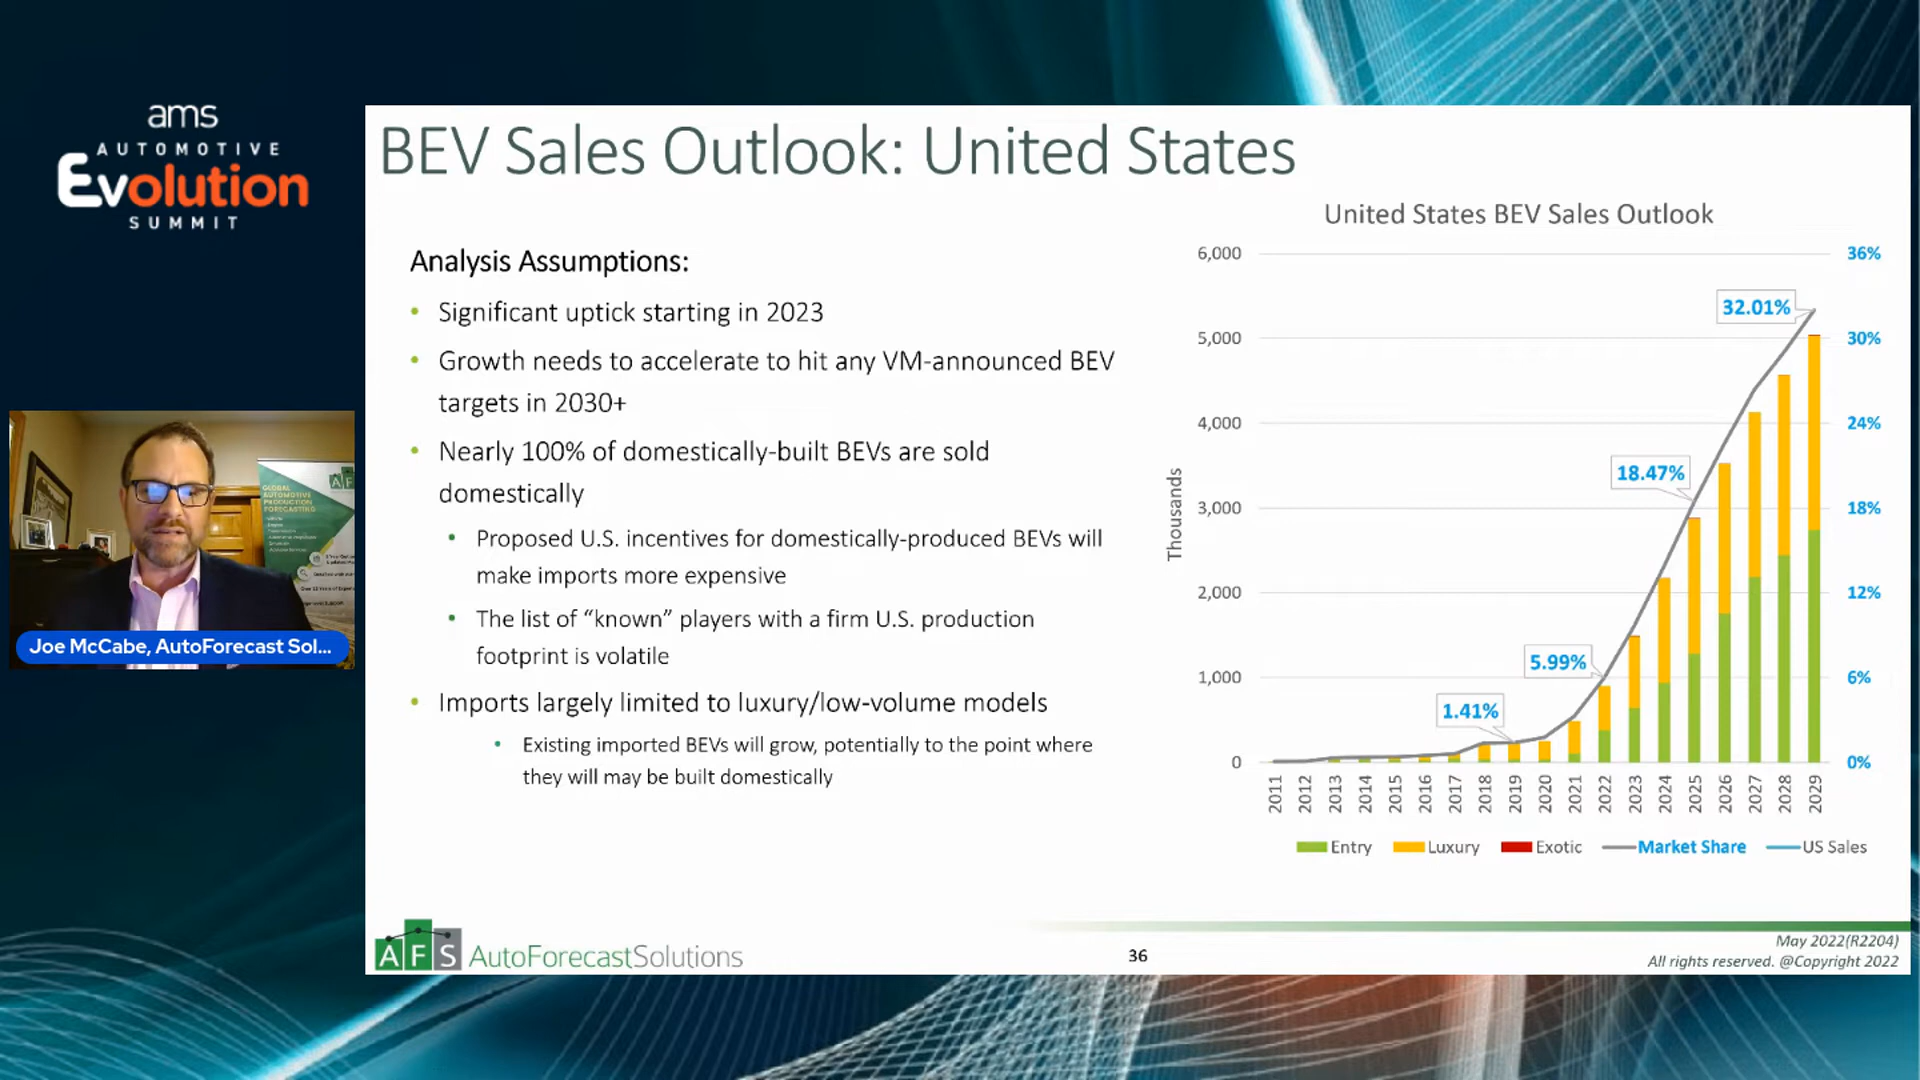 ams
AUTOMOTIVE
Evolution
SUMMIT
BEV Sales Outlook: United States
Analysis Assumptions:
• Significant uptick starting in 2023
• Growth needs to accelerate to hit any VM-announced BEV
targets in 2030+
• Nearly 100% of domestically-built BEVs are sold
domestically
• Proposed U.S. incentives for domestically-produced BEVs will
make imports more expensive
• The list of “known” players with a firm U.S. production
footprint is volatile
• Imports largely limited to luxury/low-volume models
• Existing imported BEVs will grow, potentially to the point where
they will may be built domestically
United States BEV Sales Outlook
6,000 36%
5,000 30%
4,000 24%
3,000 18%
2,000 12%
1,000 6%
0 0%
Thousands
32.01%
18.47%
5.99%
1.41%
2011 2012 2013 2014 2015 2016 2017 2018 2019 2020 2021 2022 2023 2024 2025 2026 2027 2028 2029
Entry Luxury Exotic Market Share US Sales
AFS
GLOBAL
AUTOMOTIVE
PRODUCTION
FORECASTING
Joe McCabe, AutoForecast Sol...
AFS AutoForecastSolutions
36
May 2022(R2204)
All rights reserved. @Copyright 2022